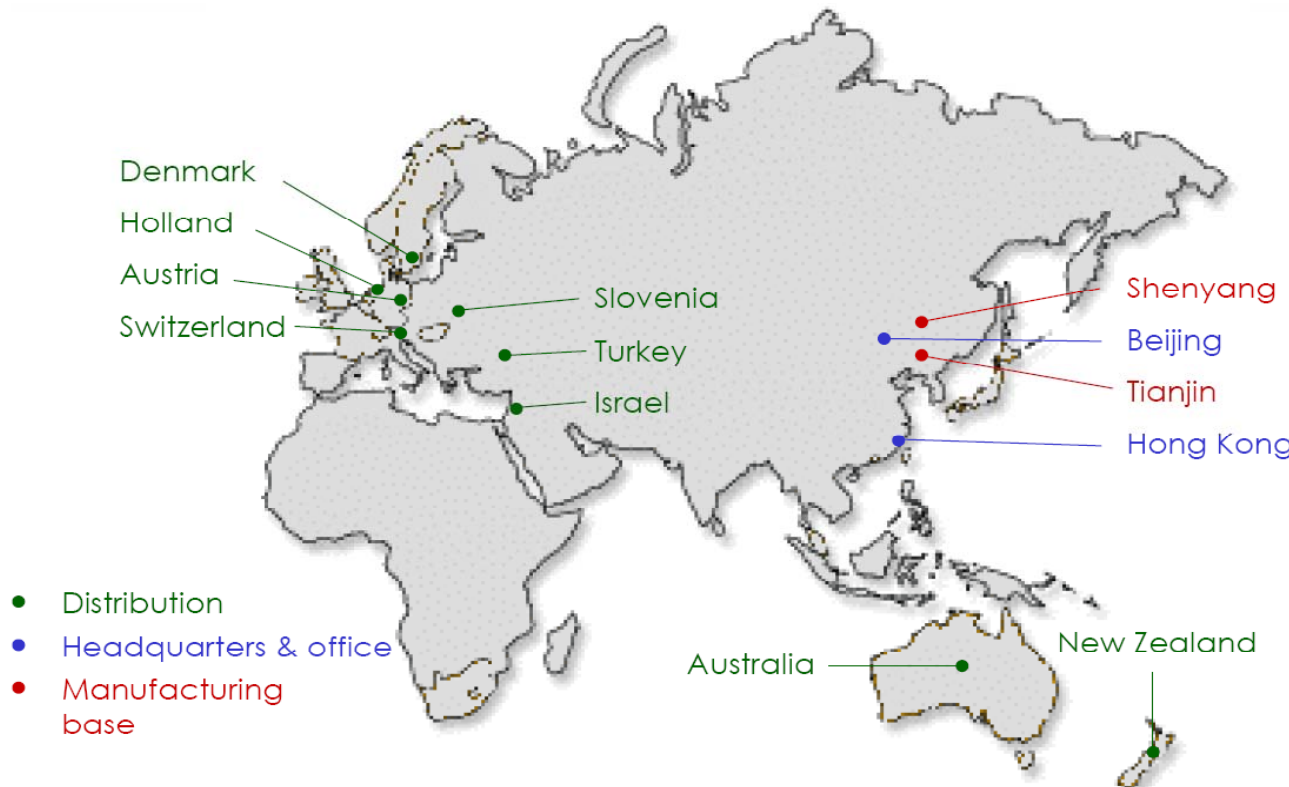 Denmark
Holland
Austria
Switzerland
Slovenia
Turkey
Israel
Shenyang
Beijing
Tianjin
Hong Kong
Distribution
Headquarters & office
Manufacturing
base
Australia
New Zealand